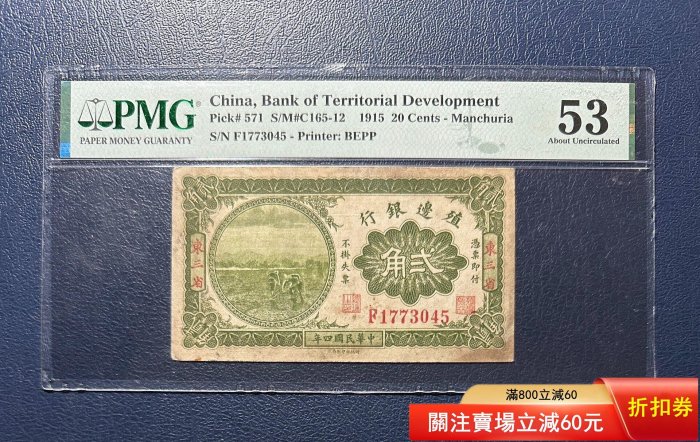 PMG®
PAPER MONEY GUARANTY
China, Bank of Territorial Development
Pick# 571 S/M#C165-12 1915 20 Cents - Manchuria
S/N F1773045 - Printer: BEPP
53
About Uncirculated
殖邊銀行
東三省
憑票即付
弍角
不掛失票
東三省
F1773045
中華民國四年
滿800立減60
關注賣場立減60元
折扣券